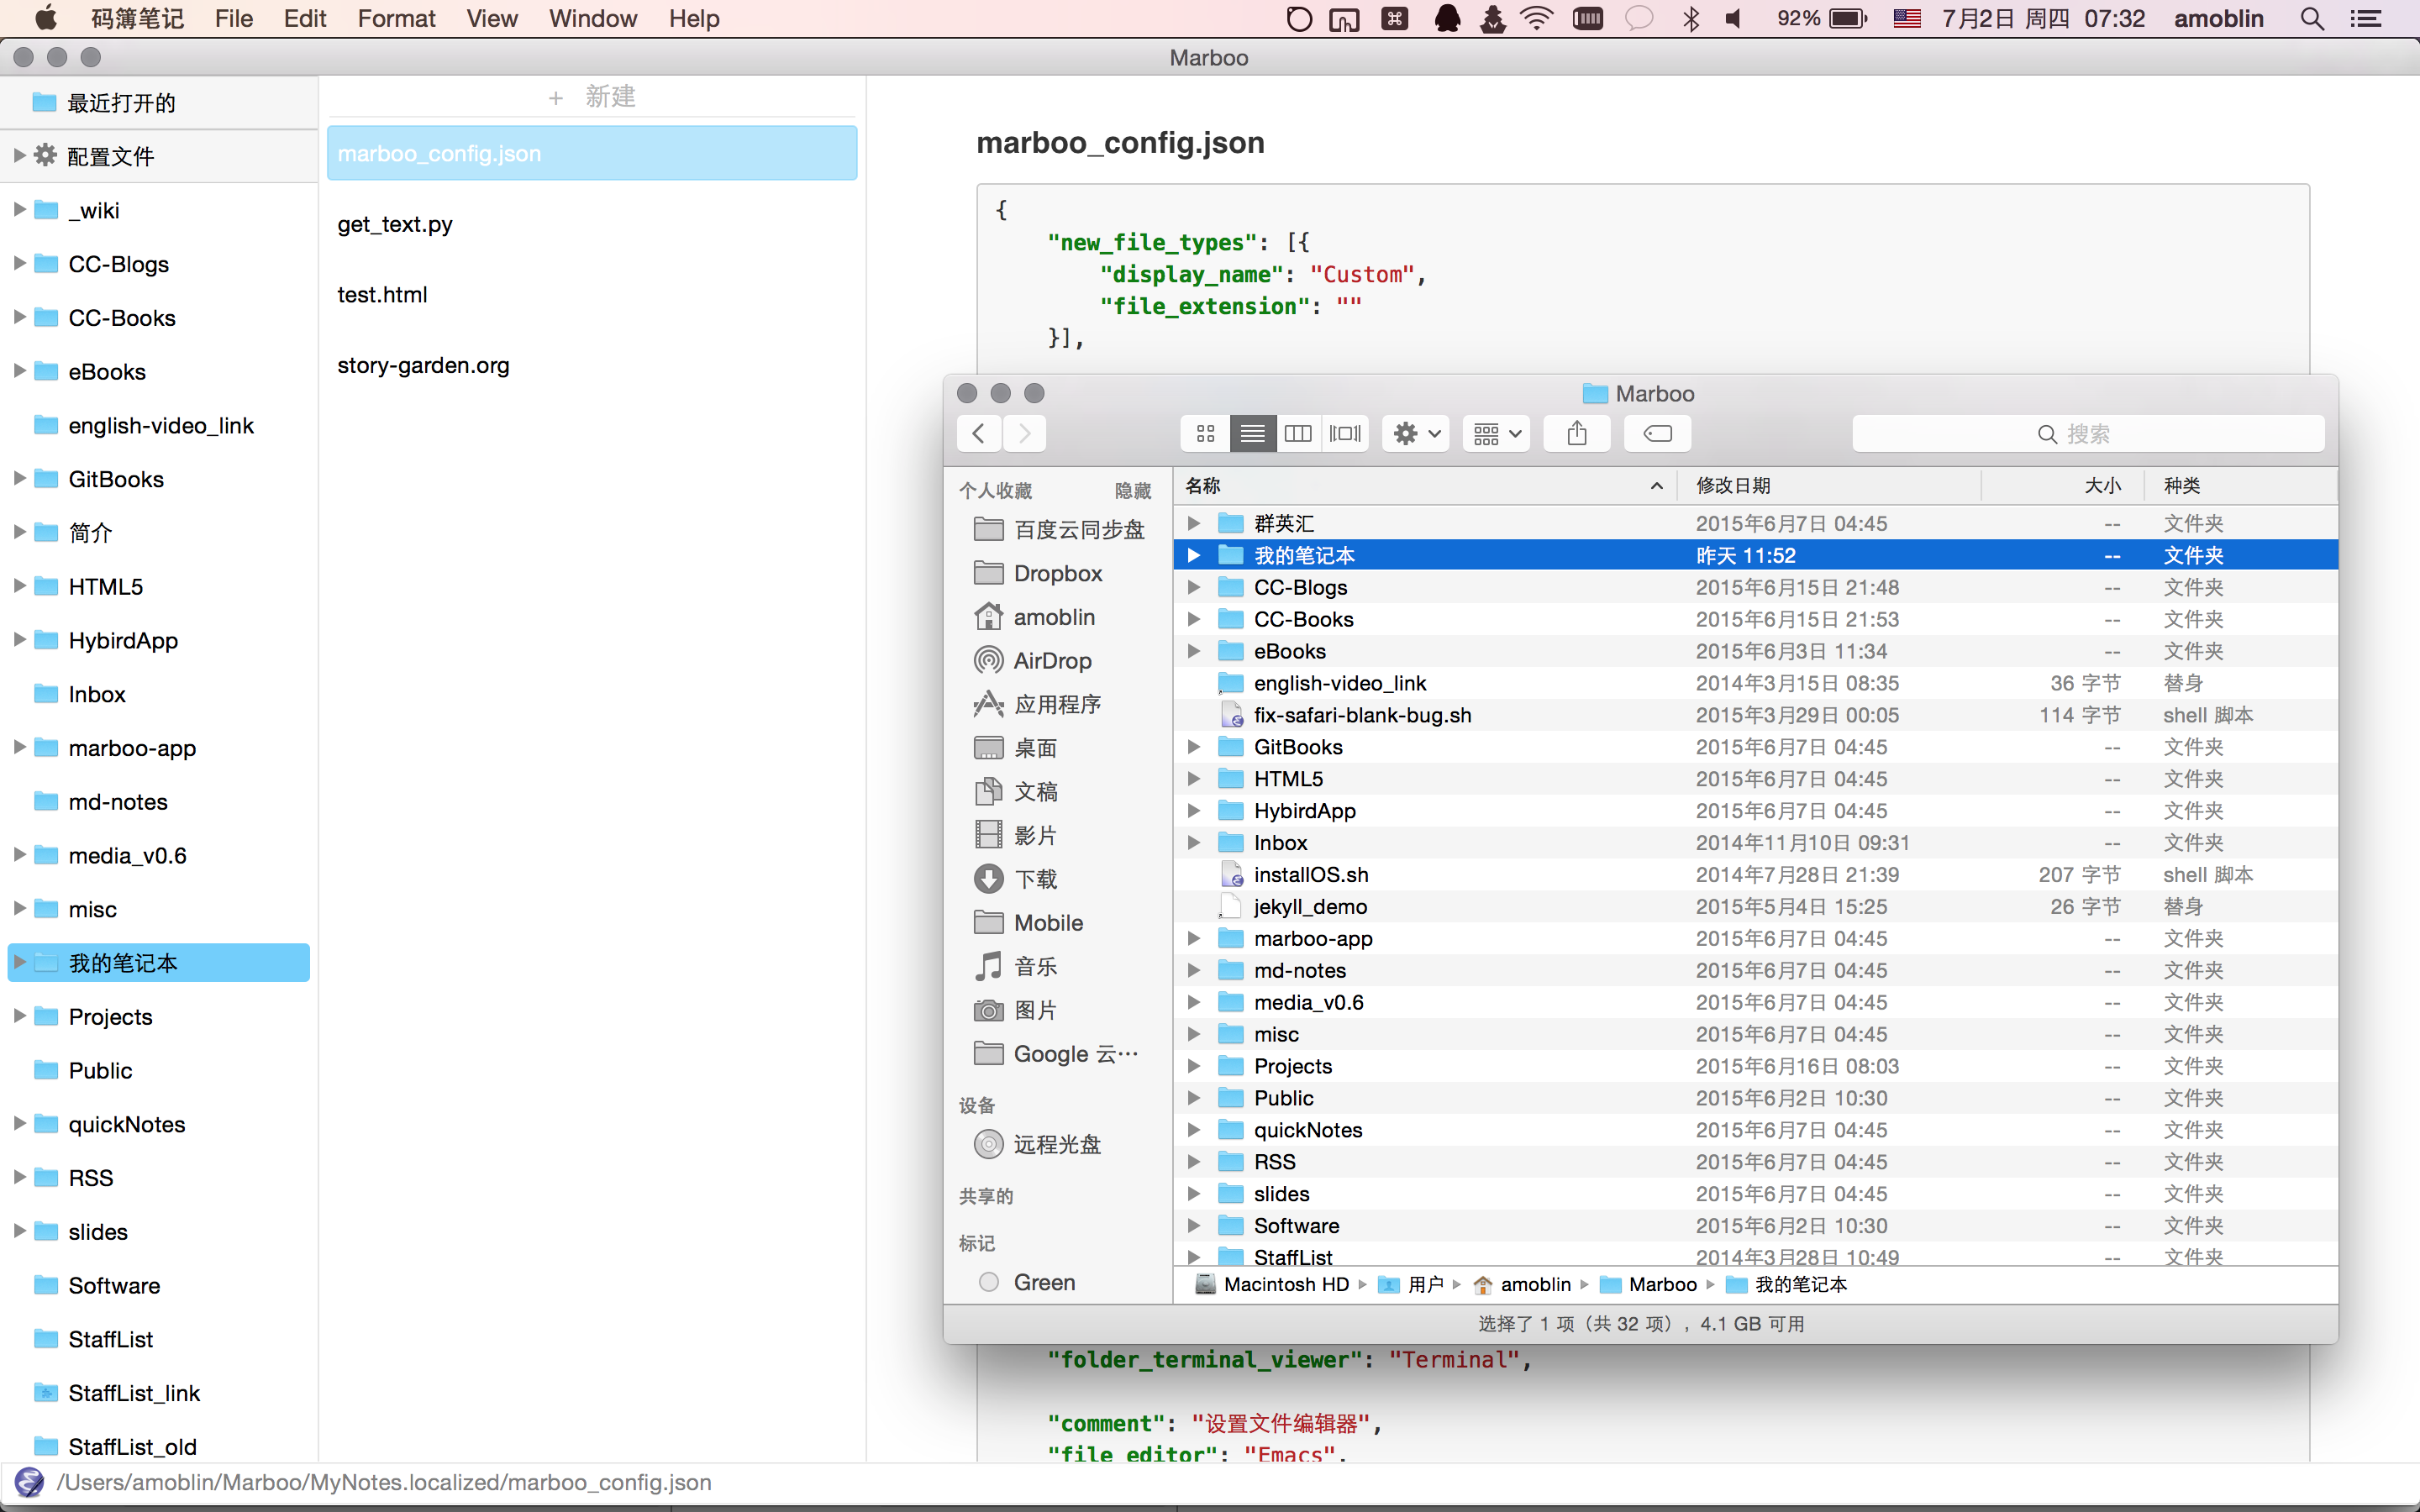 码簿笔记 File Edit Format View Window Help 92% 7月2日 周四 07:32 amoblin
Marboo
最近打开的
配置文件
_wiki
CC-Blogs
CC-Books
eBooks
english-video_link
GitBooks
简介
HTML5
HybirdApp
Inbox
marboo-app
md-notes
media_v0.6
misc
我的笔记本
Projects
Public
quickNotes
RSS
slides
Software
StaffList
StaffList_link
StaffList_old
+ 新建
marboo_config.json
get_text.py
test.html
story-garden.org
marboo_config.json
{
"new_file_types": [{
"display_name": "Custom",
"file_extension": ""
}],
Marboo
搜索
个人收藏 隐藏
百度云同步盘
Dropbox
amoblin
AirDrop
应用程序
桌面
文稿
影片
下载
Mobile
音乐
图片
Google 云…
设备
远程光盘
共享的
标记
Green
名称 修改日期 大小 种类
群英汇 2015年6月7日 04:45 -- 文件夹
我的笔记本 昨天 11:52 -- 文件夹
CC-Blogs 2015年6月15日 21:48 -- 文件夹
CC-Books 2015年6月15日 21:53 -- 文件夹
eBooks 2015年6月3日 11:34 -- 文件夹
english-video_link 2014年3月15日 08:35 36 字节 替身
fix-safari-blank-bug.sh 2015年3月29日 00:05 114 字节 shell 脚本
GitBooks 2015年6月7日 04:45 -- 文件夹
HTML5 2015年6月7日 04:45 -- 文件夹
HybirdApp 2015年6月7日 04:45 -- 文件夹
Inbox 2014年11月10日 09:31 -- 文件夹
installOS.sh 2014年7月28日 21:39 207 字节 shell 脚本
jekyll_demo 2015年5月4日 15:25 26 字节 替身
marboo-app 2015年6月7日 04:45 -- 文件夹
md-notes 2015年6月7日 04:45 -- 文件夹
media_v0.6 2015年6月7日 04:45 -- 文件夹
misc 2015年6月7日 04:45 -- 文件夹
Projects 2015年6月16日 08:03 -- 文件夹
Public 2015年6月2日 10:30 -- 文件夹
quickNotes 2015年6月7日 04:45 -- 文件夹
RSS 2015年6月7日 04:45 -- 文件夹
slides 2015年6月7日 04:45 -- 文件夹
Software 2015年6月2日 10:30 -- 文件夹
StaffList 2014年3月28日 10:49 -- 文件夹
Macintosh HD ▸ 用户 ▸ amoblin ▸ Marboo ▸ 我的笔记本
选择了 1 项（共 32 项），4.1 GB 可用
"folder_terminal_viewer": "Terminal",
"comment": "设置文件编辑器",
"file_editor": "Emacs",
/Users/amoblin/Marboo/MyNotes.localized/marboo_config.json